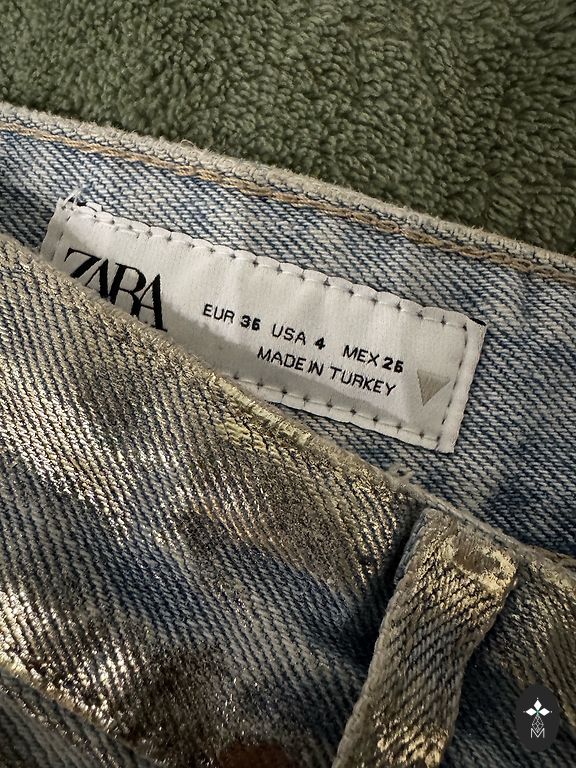 ZARA
EUR 36 USA 4 MEX 26
MADE IN TURKEY
M